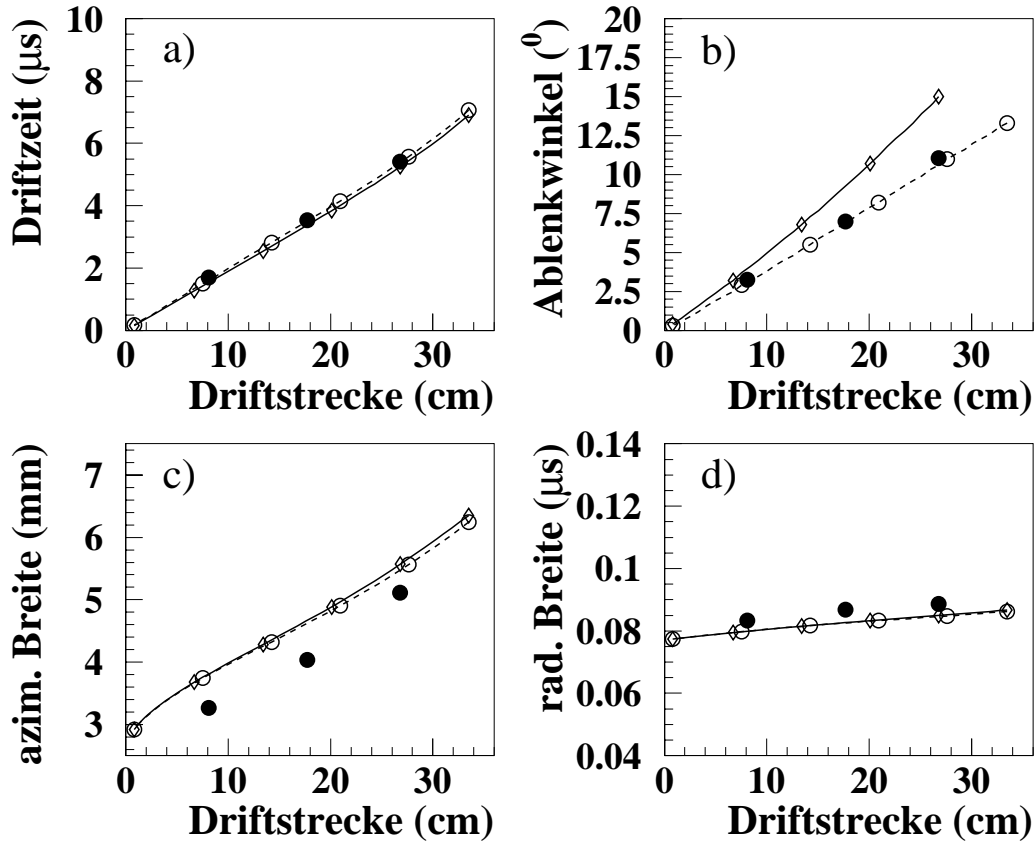 a)
Driftzeit (μs)
10
8
6
4
2
0
0 10 20 30
Driftstrecke (cm)
b)
Ablenkwinkel (⁰)
20
17.5
15
12.5
10
7.5
5
2.5
0
0 10 20 30
Driftstrecke (cm)
c)
azim. Breite (mm)
7
6
5
4
3
0 10 20 30
Driftstrecke (cm)
d)
rad. Breite (μs)
0.14
0.12
0.1
0.08
0.06
0.04
0 10 20 30
Driftstrecke (cm)